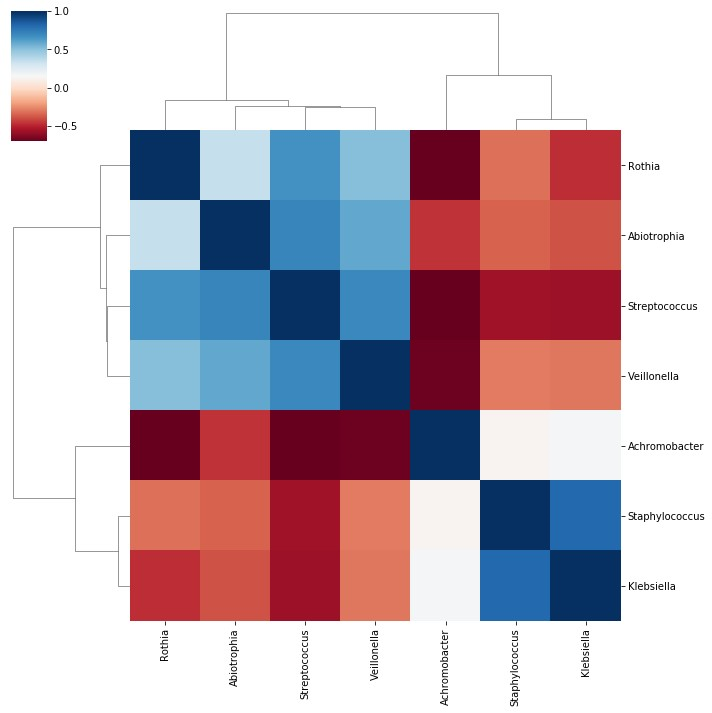 1.0
0.5
0.0
−0.5
Rothia
Abiotrophia
Streptococcus
Veillonella
Achromobacter
Staphylococcus
Klebsiella
Rothia
Abiotrophia
Streptococcus
Veillonella
Achromobacter
Staphylococcus
Klebsiella